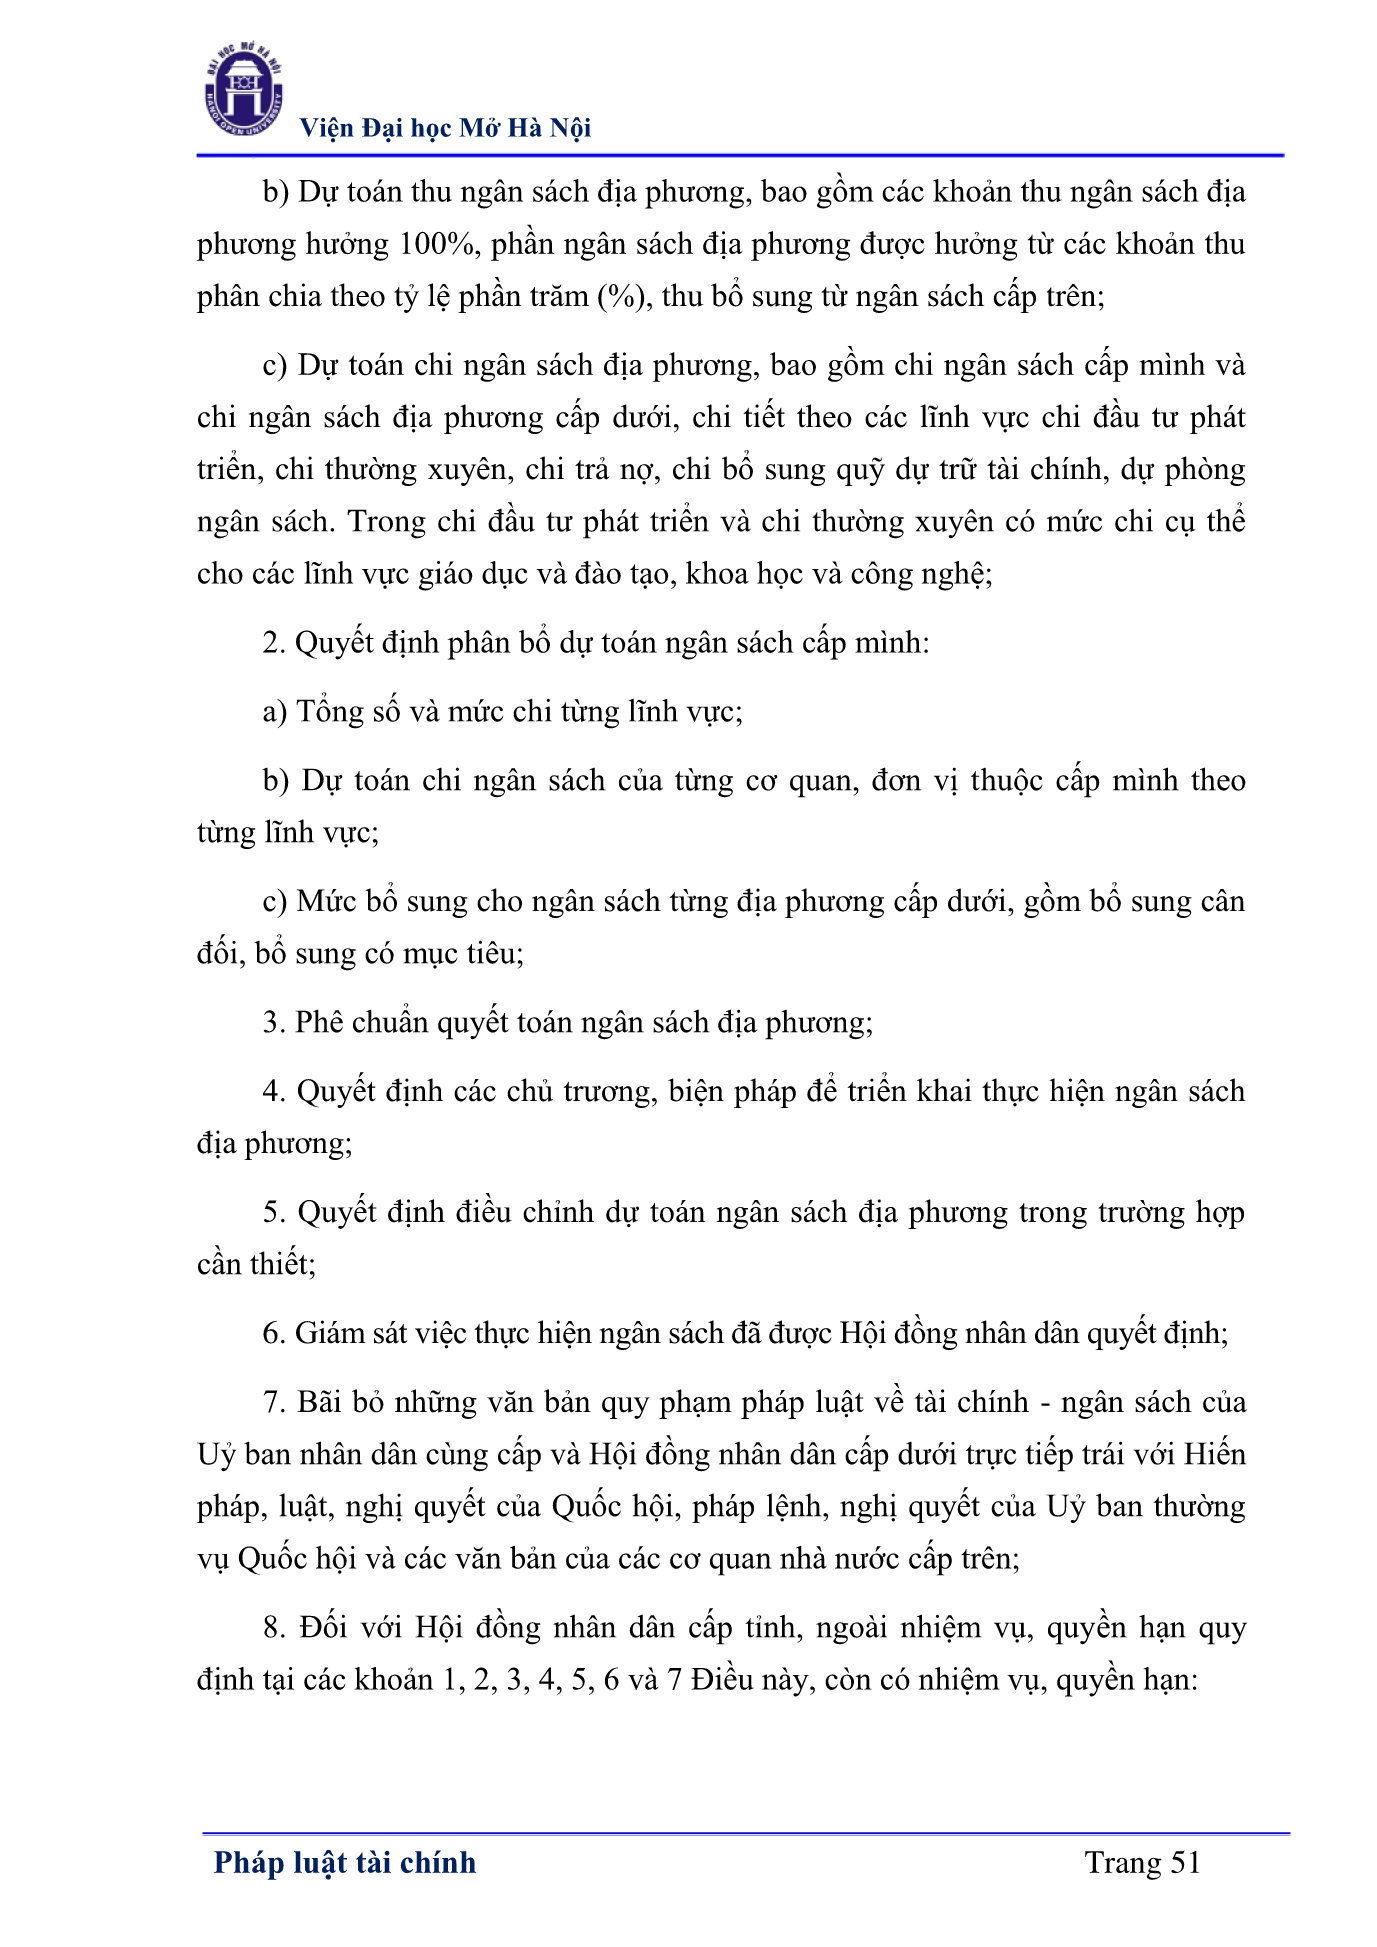 ĐẠI HỌC MỞ HÀ NỘI
HANOI OPEN UNIVERSITY
Viện Đại học Mở Hà Nội
b) Dự toán thu ngân sách địa phương, bao gồm các khoản thu ngân sách địa
phương hưởng 100%, phần ngân sách địa phương được hưởng từ các khoản thu
phân chia theo tỷ lệ phần trăm (%), thu bổ sung từ ngân sách cấp trên;
c) Dự toán chi ngân sách địa phương, bao gồm chi ngân sách cấp mình và
chi ngân sách địa phương cấp dưới, chi tiết theo các lĩnh vực chi đầu tư phát
triển, chi thường xuyên, chi trả nợ, chi bổ sung quỹ dự trữ tài chính, dự phòng
ngân sách. Trong chi đầu tư phát triển và chi thường xuyên có mức chi cụ thể
cho các lĩnh vực giáo dục và đào tạo, khoa học và công nghệ;
2. Quyết định phân bổ dự toán ngân sách cấp mình:
a) Tổng số và mức chi từng lĩnh vực;
b) Dự toán chi ngân sách của từng cơ quan, đơn vị thuộc cấp mình theo
từng lĩnh vực;
c) Mức bổ sung cho ngân sách từng địa phương cấp dưới, gồm bổ sung cân
đối, bổ sung có mục tiêu;
3. Phê chuẩn quyết toán ngân sách địa phương;
4. Quyết định các chủ trương, biện pháp để triển khai thực hiện ngân sách
địa phương;
5. Quyết định điều chỉnh dự toán ngân sách địa phương trong trường hợp
cần thiết;
6. Giám sát việc thực hiện ngân sách đã được Hội đồng nhân dân quyết định;
7. Bãi bỏ những văn bản quy phạm pháp luật về tài chính - ngân sách của
Uỷ ban nhân dân cùng cấp và Hội đồng nhân dân cấp dưới trực tiếp trái với Hiến
pháp, luật, nghị quyết của Quốc hội, pháp lệnh, nghị quyết của Uỷ ban thường
vụ Quốc hội và các văn bản của các cơ quan nhà nước cấp trên;
8. Đối với Hội đồng nhân dân cấp tỉnh, ngoài nhiệm vụ, quyền hạn quy
định tại các khoản 1, 2, 3, 4, 5, 6 và 7 Điều này, còn có nhiệm vụ, quyền hạn:
Pháp luật tài chính Trang 51